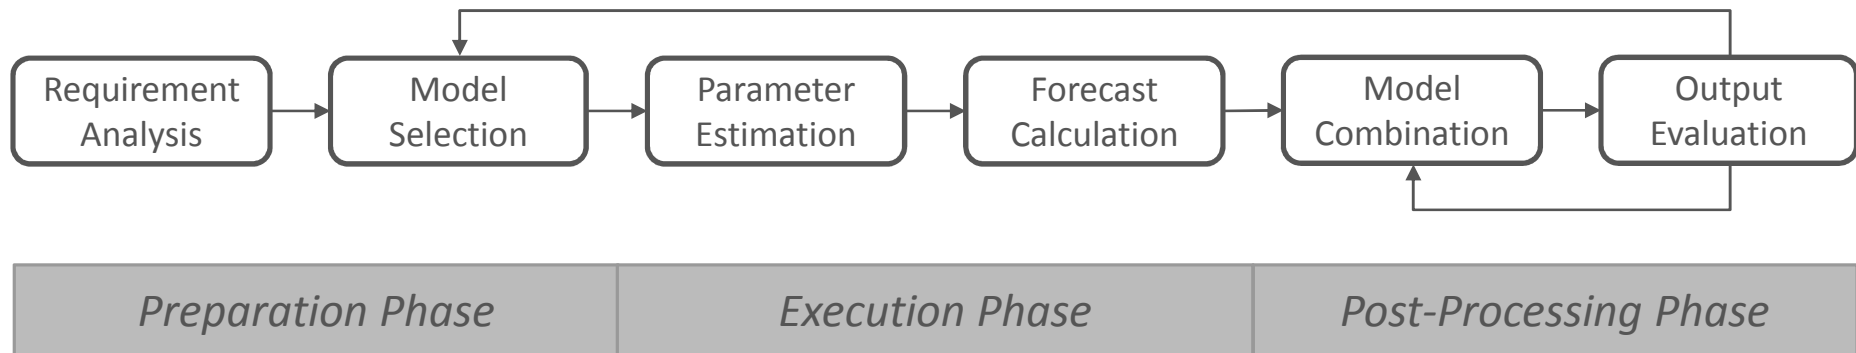 Requirement
Analysis
Model
Selection
Parameter
Estimation
Forecast
Calculation
Model
Combination
Output
Evaluation
Preparation Phase
Execution Phase
Post-Processing Phase